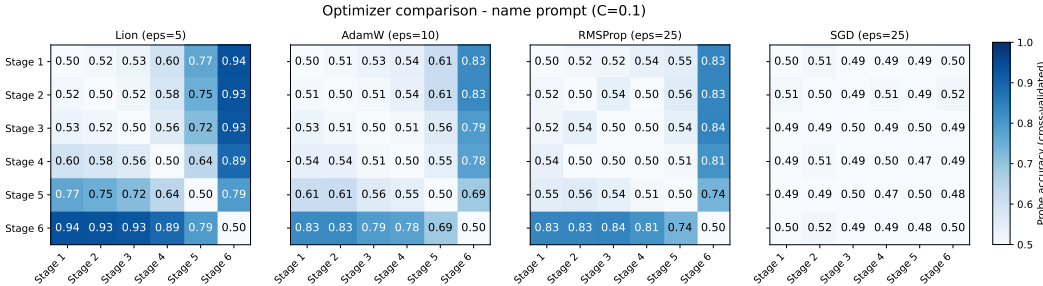 Optimizer comparison - name prompt (C=0.1)
Lion (eps=5)
Stage 1 0.50 0.52 0.53 0.60 0.77 0.94
Stage 2 0.52 0.50 0.52 0.58 0.75 0.93
Stage 3 0.53 0.52 0.50 0.56 0.72 0.93
Stage 4 0.60 0.58 0.56 0.50 0.64 0.89
Stage 5 0.77 0.75 0.72 0.64 0.50 0.79
Stage 6 0.94 0.93 0.93 0.89 0.79 0.50
Stage 1 Stage 2 Stage 3 Stage 4 Stage 5 Stage 6
AdamW (eps=10)
0.50 0.51 0.53 0.54 0.61 0.83
0.51 0.50 0.51 0.54 0.61 0.83
0.53 0.51 0.50 0.51 0.56 0.79
0.54 0.54 0.51 0.50 0.55 0.78
0.61 0.61 0.56 0.55 0.50 0.69
0.83 0.83 0.79 0.78 0.69 0.50
Stage 1 Stage 2 Stage 3 Stage 4 Stage 5 Stage 6
RMSProp (eps=25)
0.50 0.52 0.52 0.54 0.55 0.83
0.52 0.50 0.54 0.50 0.56 0.83
0.52 0.54 0.50 0.50 0.54 0.84
0.54 0.50 0.50 0.50 0.51 0.81
0.55 0.56 0.54 0.51 0.50 0.74
0.83 0.83 0.84 0.81 0.74 0.50
Stage 1 Stage 2 Stage 3 Stage 4 Stage 5 Stage 6
SGD (eps=25)
0.50 0.51 0.49 0.49 0.49 0.50
0.51 0.50 0.49 0.51 0.49 0.52
0.49 0.49 0.50 0.49 0.50 0.49
0.49 0.51 0.49 0.50 0.47 0.49
0.49 0.49 0.50 0.47 0.50 0.48
0.50 0.52 0.49 0.49 0.48 0.50
Stage 1 Stage 2 Stage 3 Stage 4 Stage 5 Stage 6
1.0
0.9
0.8
0.7
0.6
0.5
Probe accuracy (cross-validated)